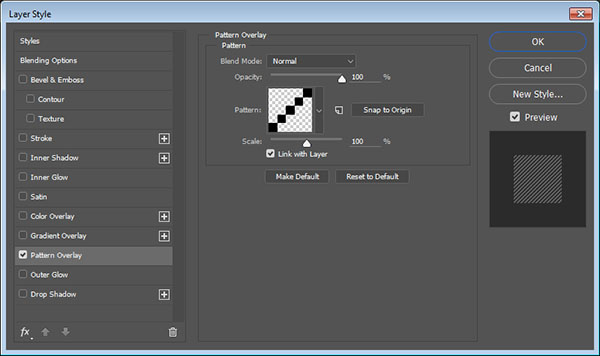 Layer Style
Styles
Blending Options
Bevel & Emboss
Contour
Texture
Stroke
Inner Shadow
Inner Glow
Satin
Color Overlay
Gradient Overlay
Pattern Overlay
Outer Glow
Drop Shadow
fx
Pattern Overlay
Pattern
Blend Mode: Normal
Opacity: 100 %
Pattern: Snap to Origin
Scale: 100 %
Link with Layer
Make Default Reset to Default
OK
Cancel
New Style...
Preview